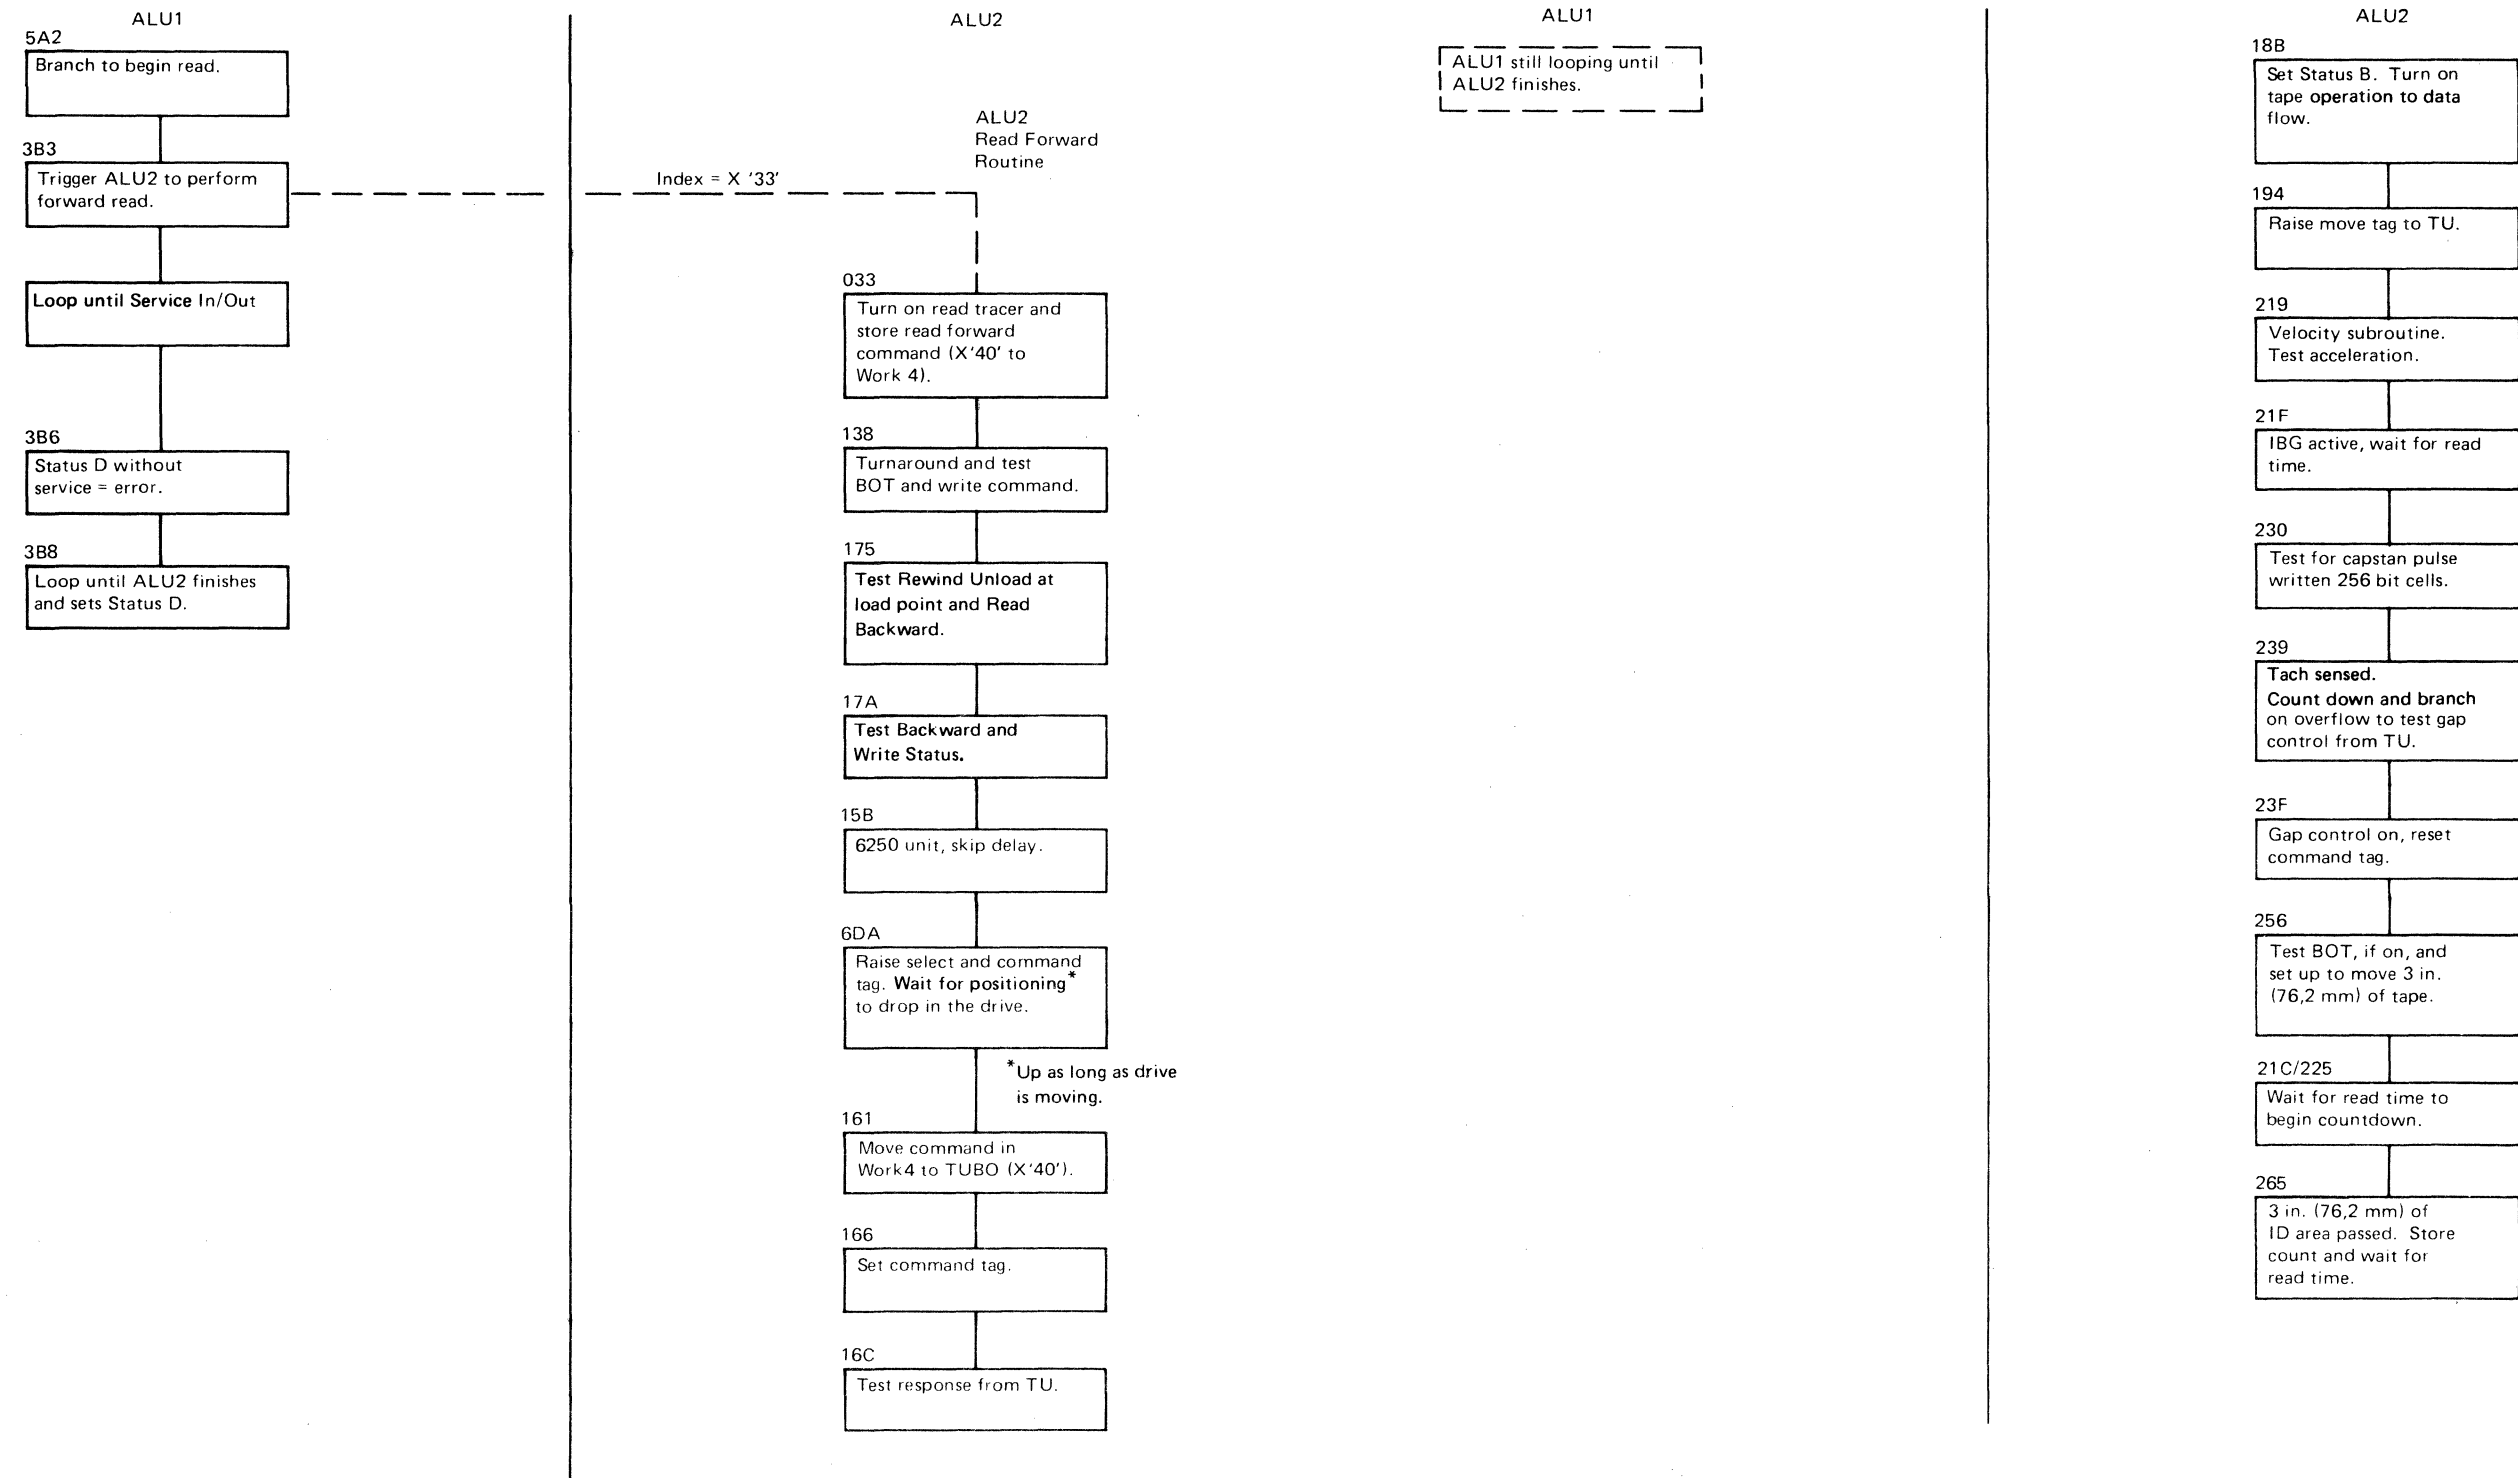 ALU1
5A2
Branch to begin read.
3B3
Trigger ALU2 to perform
forward read.
Loop until Service In/Out
3B6
Status D without
service = error.
3B8
Loop until ALU2 finishes
and sets Status D.
ALU2
ALU2
Read Forward
Routine
Index = X '33'
033
Turn on read tracer and
store read forward
command (X'40' to
Work 4).
138
Turnaround and test
BOT and write command.
175
Test Rewind Unload at
load point and Read
Backward.
17A
Test Backward and
Write Status.
15B
6250 unit, skip delay.
6DA
Raise select and command
tag. Wait for positioning*
to drop in the drive.
*Up as long as drive
is moving.
161
Move command in
Work4 to TUBO (X'40').
166
Set command tag.
16C
Test response from TU.
ALU1
ALU1 still looping until
ALU2 finishes.
ALU2
18B
Set Status B. Turn on
tape operation to data
flow.
194
Raise move tag to TU.
219
Velocity subroutine.
Test acceleration.
21F
IBG active, wait for read
time.
230
Test for capstan pulse
written 256 bit cells.
239
Tach sensed.
Count down and branch
on overflow to test gap
control from TU.
23F
Gap control on, reset
command tag.
256
Test BOT, if on, and
set up to move 3 in.
(76,2 mm) of tape.
21C/225
Wait for read time to
begin countdown.
265
3 in. (76,2 mm) of
ID area passed. Store
count and wait for
read time.